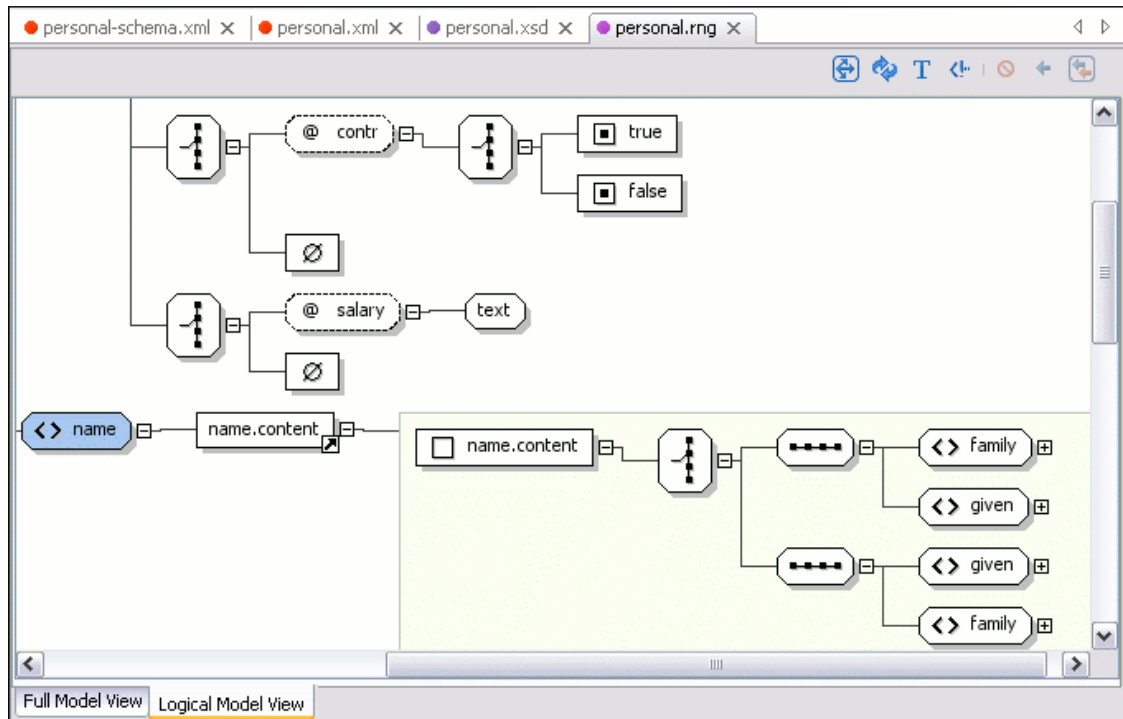 personal-schema.xml personal.xml personal.xsd personal.rng
T
@ contr
true
false
Ø
@ salary text
Ø
<> name name.content
name.content
<> family
<> given
<> given
<> family
Full Model View Logical Model View